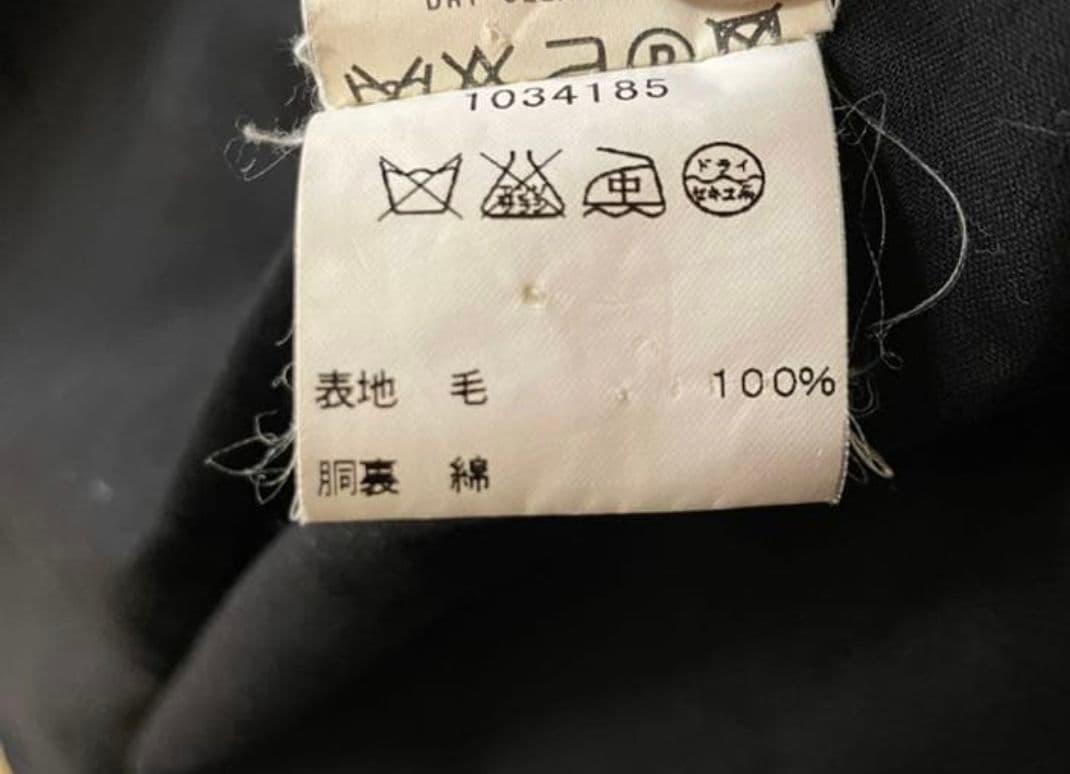 1034185
中 ドライ
セキユ系
表地 毛 100%
胴裏 綿